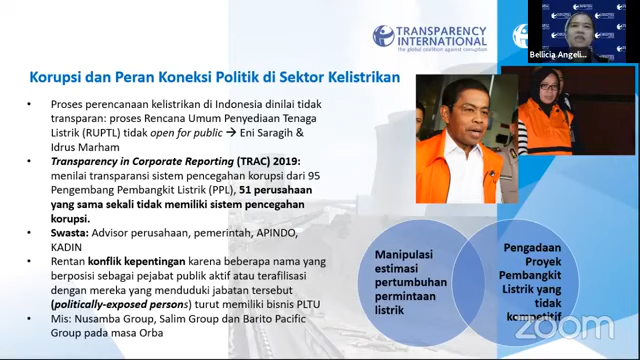 TRANSPARENCY
INTERNATIONAL
the global coalition against corruption
Bellicia Angeli...
Korupsi dan Peran Koneksi Politik di Sektor Kelistrikan
• Proses perencanaan kelistrikan di Indonesia dinilai tidak
transparan: proses Rencana Umum Penyediaan Tenaga
Listrik (RUPTL) tidak open for public → Eni Saragih &
Idrus Marham
• Transparency in Corporate Reporting (TRAC) 2019:
menilai transparansi sistem pencegahan korupsi dari 95
Pengembang Pembangkit Listrik (PPL), 51 perusahaan
yang sama sekali tidak memiliki sistem pencegahan
korupsi.
• Swasta: Advisor perusahaan, pemerintah, APINDO,
KADIN
• Rentan konflik kepentingan karena beberapa nama yang
berposisi sebagai pejabat publik aktif atau terafilisasi
dengan mereka yang menduduki jabatan tersebut
(politically-exposed persons) turut memiliki bisnis PLTU
• Mis: Nusamba Group, Salim Group dan Barito Pacific
Group pada masa Orba
Manipulasi
estimasi
pertumbuhan
permintaan
listrik
Pengadaan
Proyek
Pembangkit
Listrik yang
tidak
kompetitif
zoom